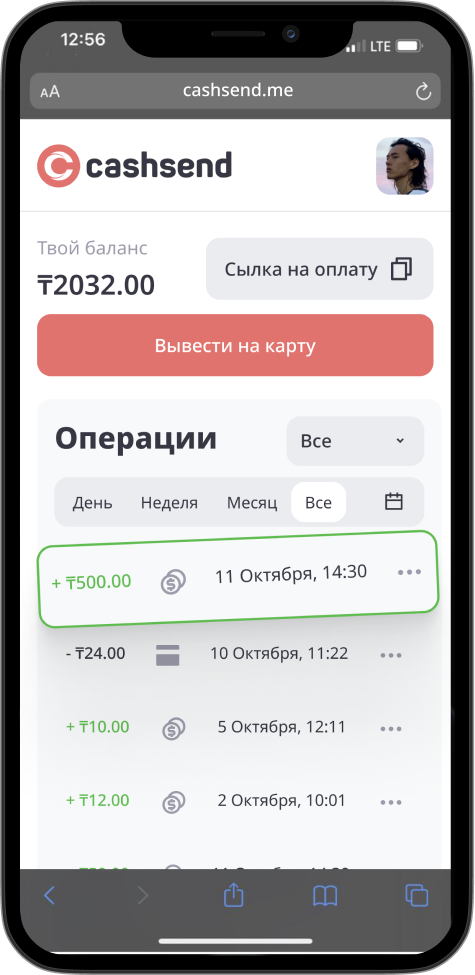 12:56
LTE
AA
cashsend.me
cashsend
Твой баланс
₸2032.00
Сылка на оплату
Вывести на карту
Операции
Все
День Неделя Месяц Все
+ ₸500.00 11 Октября, 14:30
- ₸24.00 10 Октября, 11:22
+ ₸10.00 5 Октября, 12:11
+ ₸12.00 2 Октября, 10:01